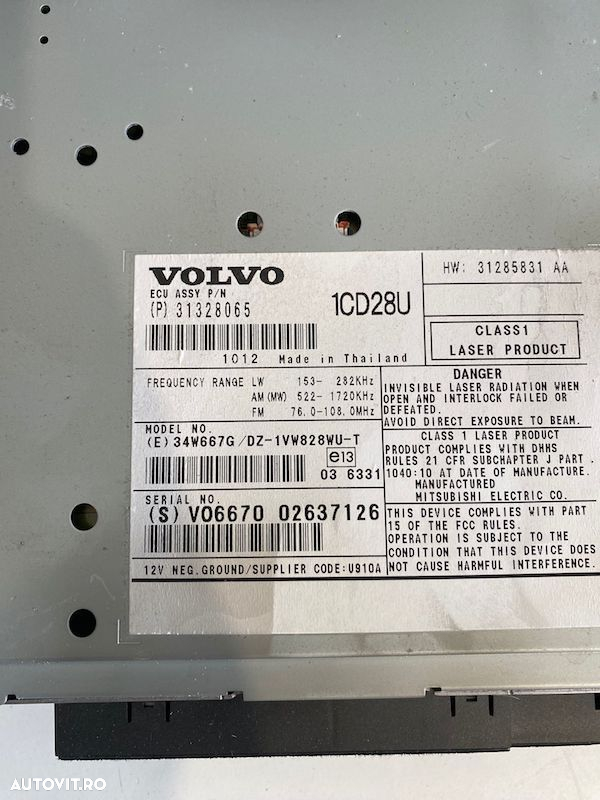 VOLVO
ECU ASSY P/N
(P) 31328065
1CD28U
1012 Made in Thailand
HW: 31285831 AA
CLASS1
LASER PRODUCT
FREQUENCY RANGE LW 153- 282KHz
AM(MW) 522- 1720KHz
FM 76.0-108.0MHz
MODEL NO.
(E) 34W667G/DZ-1VW828WU-T
e13
03 6331
SERIAL NO.
(S) V06670 02637126
12V NEG.GROUND/SUPPLIER CODE:U910A
DANGER
INVISIBLE LASER RADIATION WHEN
OPEN AND INTERLOCK FAILED OR
DEFEATED.
AVOID DIRECT EXPOSURE TO BEAM.
CLASS 1 LASER PRODUCT
PRODUCT COMPLIES WITH DHHS
RULES 21 CFR SUBCHAPTER J PART
1040:10 AT DATE OF MANUFACTURE.
MANUFACTURED
MITSUBISHI ELECTRIC CO.
THIS DEVICE COMPLIES WITH PART
15 OF THE FCC RULES.
OPERATION IS SUBJECT TO THE
CONDITION THAT THIS DEVICE DOES
NOT CAUSE HARMFUL INTERFERENCE.
AUTOVIT.RO